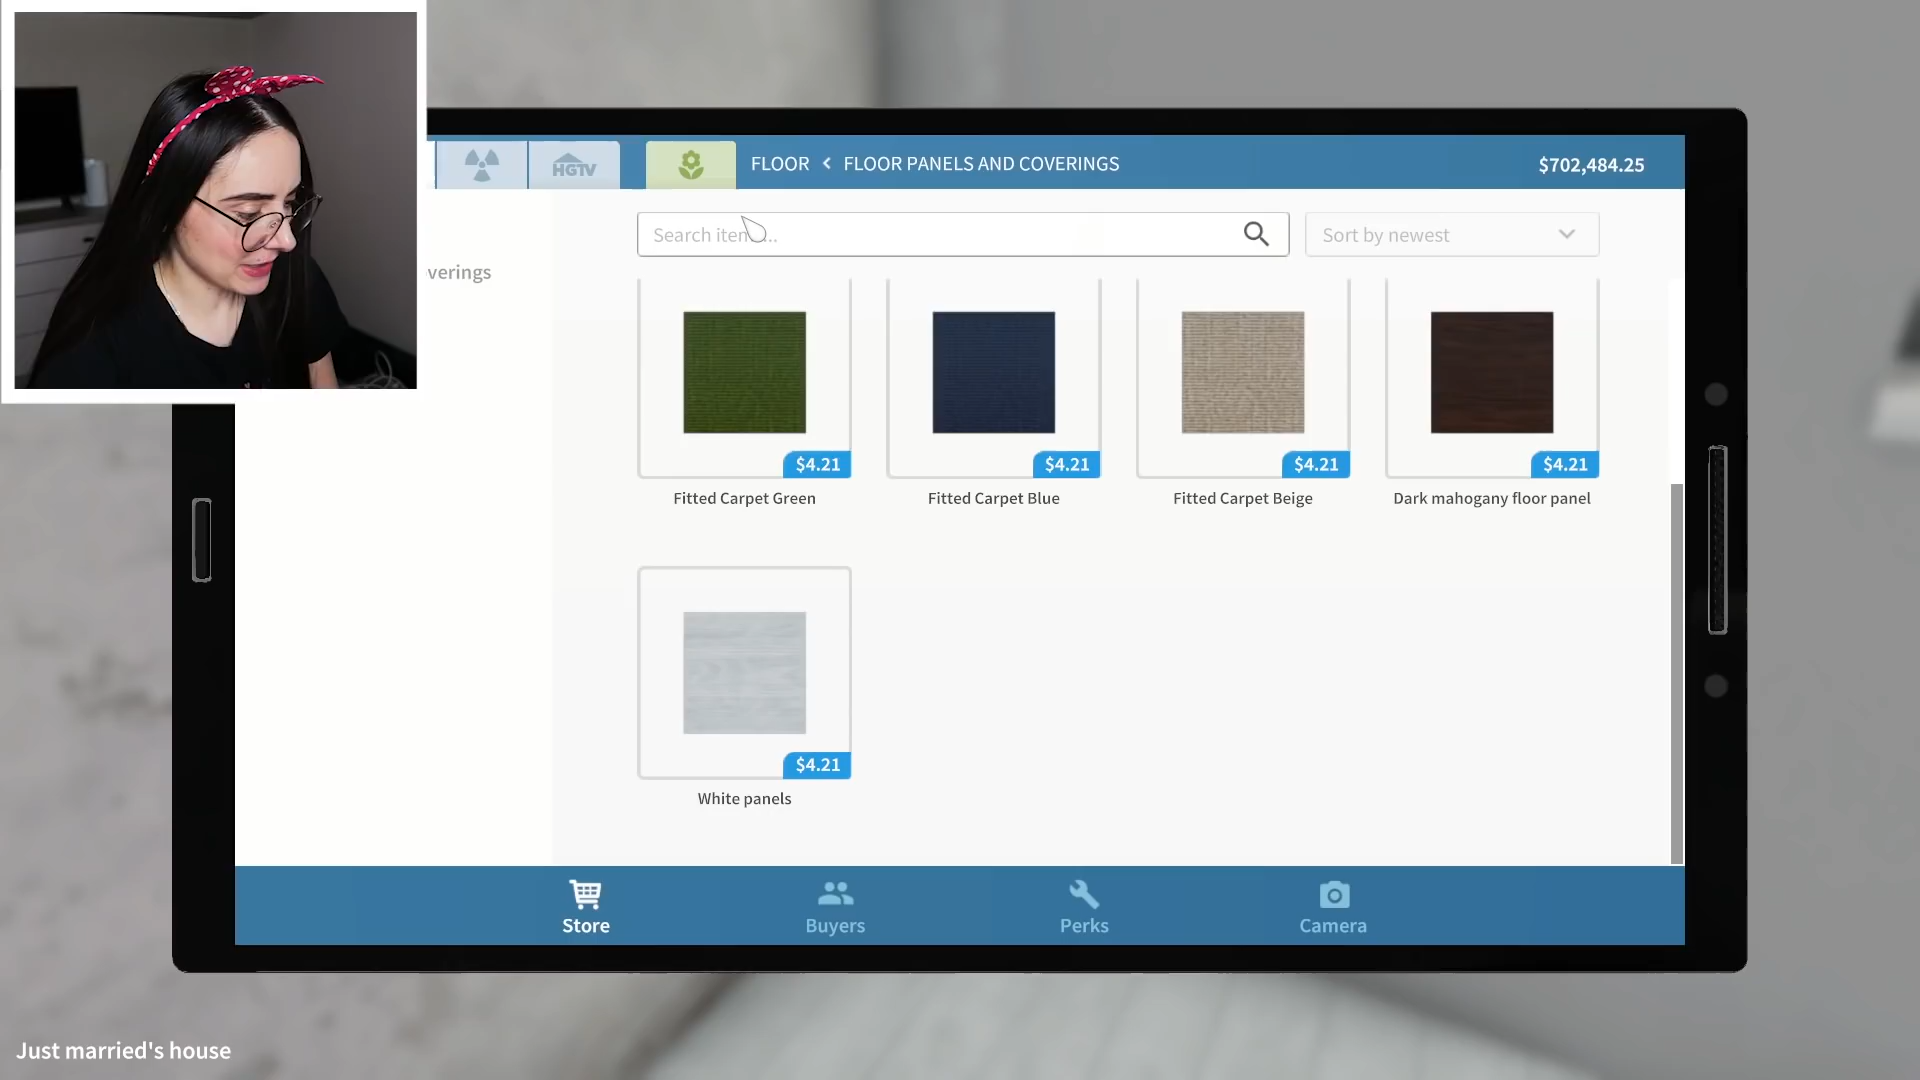 HGTV
FLOOR < FLOOR PANELS AND COVERINGS
$702,484.25
Sort by newest
verings
$4.21
$4.21
$4.21
$4.21
Fitted Carpet Green
Fitted Carpet Blue
Fitted Carpet Beige
Dark mahogany floor panel
$4.21
White panels
Store
Buyers
Perks
Camera
Just married's house
Search item...